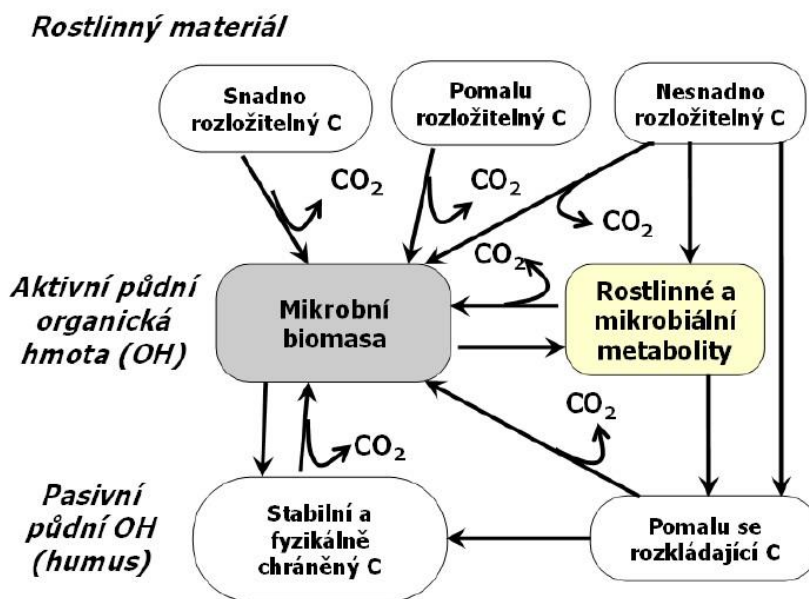 Rostlinný materiál
Snadno
rozložitelný C
Pomalu
rozložitelný C
Nesnadno
rozložitelný C
CO₂
CO₂
CO₂
CO₂
Aktivní půdní
organická
hmota (OH)
Mikrobní
biomasa
Rostlinné a
mikrobiální
metabolity
CO₂
CO₂
Pasivní
půdní OH
(humus)
Stabilní a
fyzikálně
chráněný C
Pomalu se
rozkládající C